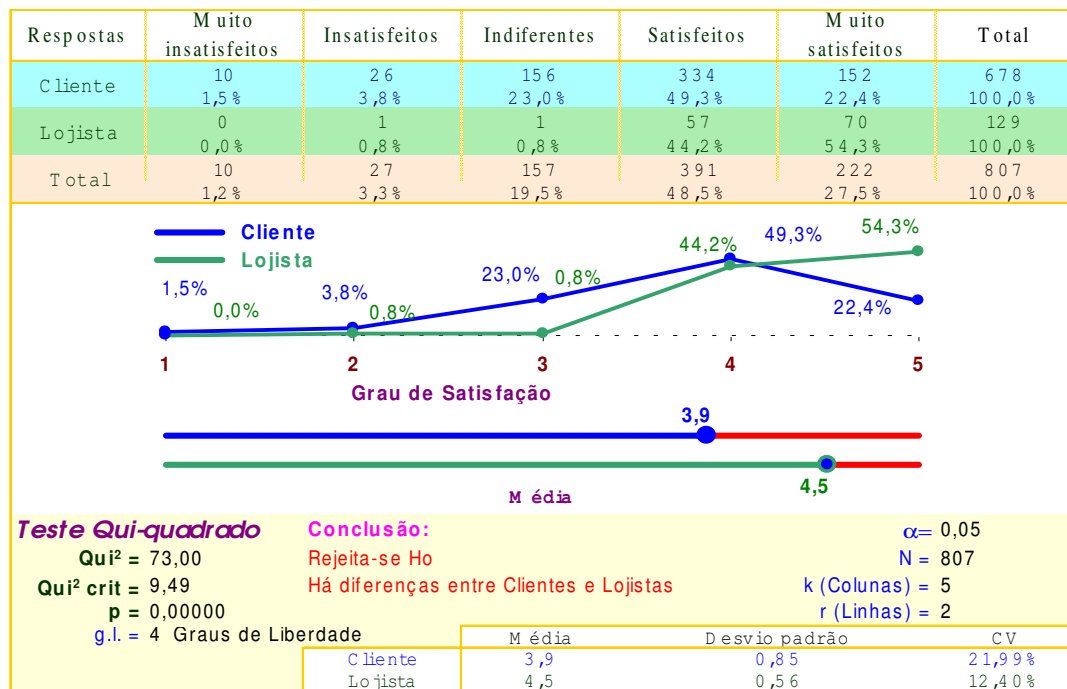 Respostas Muito insatisfeitos Insatisfeitos Indiferentes Satisfeitos Muito satisfeitos Total
Cliente 10 26 156 334 152 678
1,5% 3,8% 23,0% 49,3% 22,4% 100,0%
Lojista 0 1 1 57 70 129
0,0% 0,8% 0,8% 44,2% 54,3% 100,0%
Total 10 27 157 391 222 807
1,2% 3,3% 19,5% 48,5% 27,5% 100,0%
Cliente
Lojista
1,5% 3,8% 23,0% 49,3% 22,4%
0,0% 0,8% 0,8% 44,2% 54,3%
1 2 3 4 5
Grau de Satisfação
3,9
4,5
Média
Teste Qui-quadrado Conclusão: α= 0,05
Qui² = 73,00 Rejeita-se Ho N = 807
Qui² crit = 9,49 Há diferenças entre Clientes e Lojistas k (Colunas) = 5
p = 0,00000 r (Linhas) = 2
g.l. = 4 Graus de Liberdade
Média Desvio padrão CV
Cliente 3,9 0,85 21,99%
Lojista 4,5 0,56 12,40%